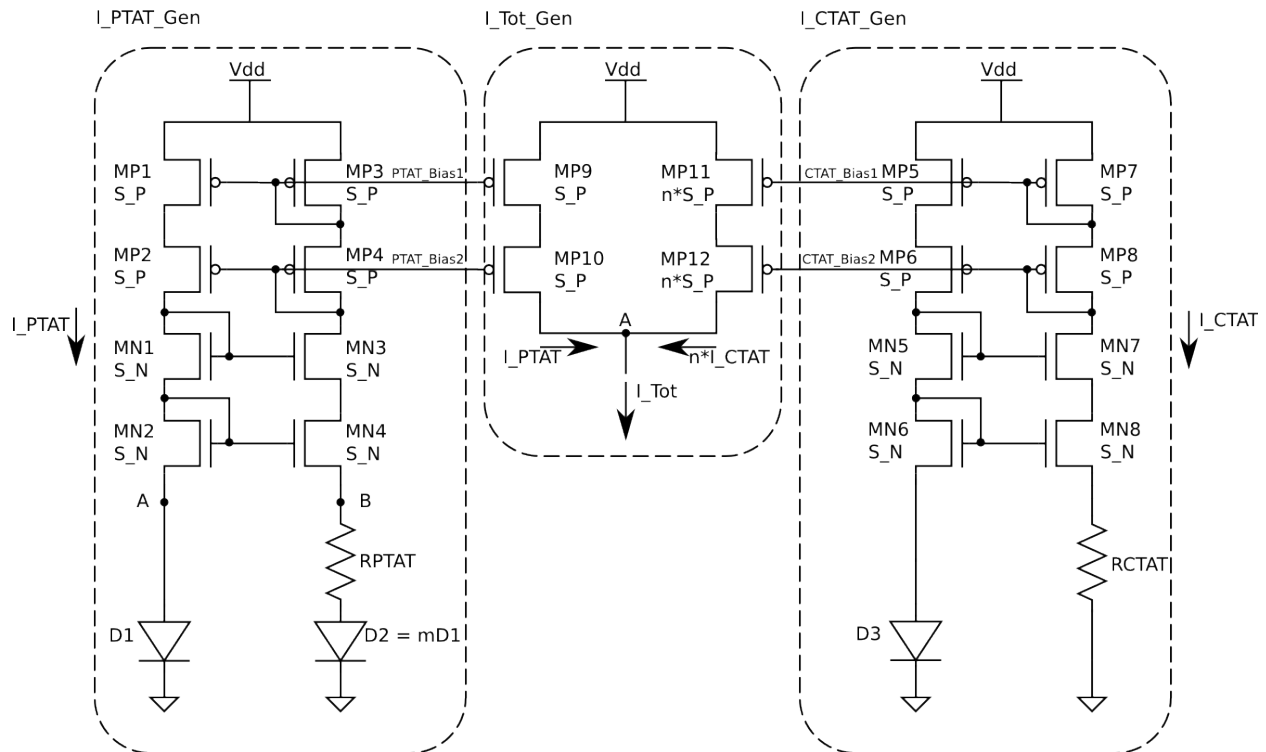 I_PTAT_Gen
I_Tot_Gen
I_CTAT_Gen
Vdd
Vdd
Vdd
MP1
S_P
MP3
S_P
PTAT_Bias1
MP9
S_P
MP11
n*S_P
CTAT_Bias1
MP5
S_P
MP7
S_P
MP2
S_P
MP4
S_P
PTAT_Bias2
MP10
S_P
MP12
n*S_P
CTAT_Bias2
MP6
S_P
MP8
S_P
I_PTAT
MN1
S_N
MN3
S_N
A
I_PTAT
n*I_CTAT
I_Tot
MN5
S_N
MN7
S_N
I_CTAT
MN2
S_N
MN4
S_N
MN6
S_N
MN8
S_N
A
B
RPTAT
RCTAT
D1
D2 = mD1
D3